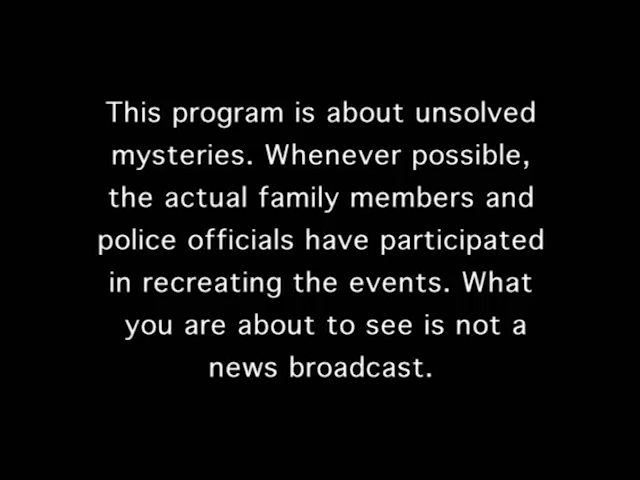 This program is about unsolved
mysteries. Whenever possible,
the actual family members and
police officials have participated
in recreating the events. What
you are about to see is not a
news broadcast.